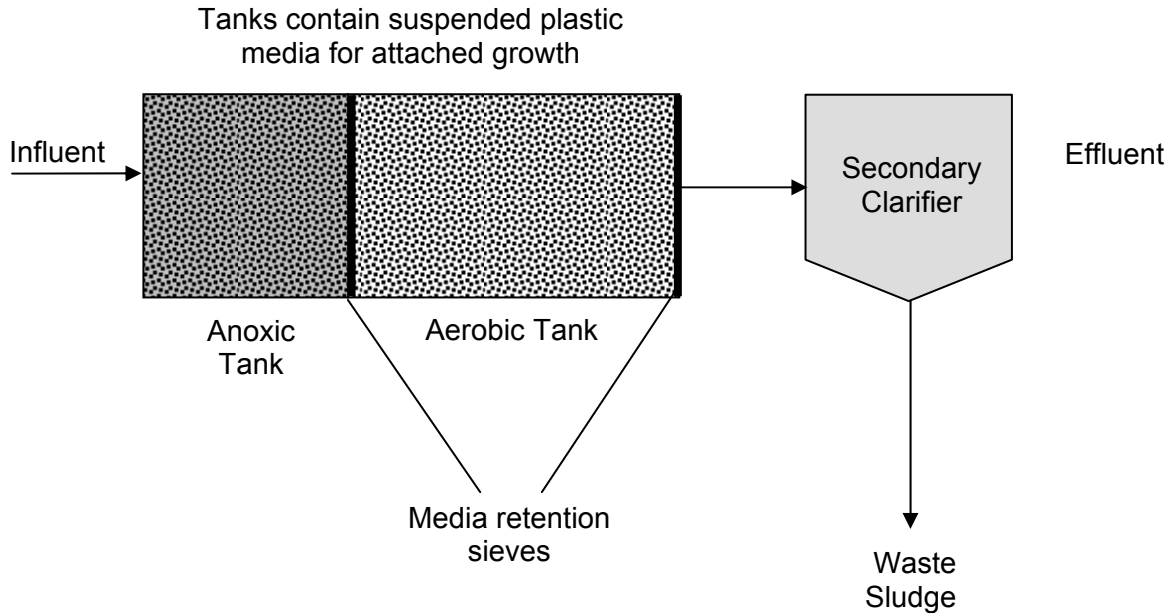 Tanks contain suspended plastic
media for attached growth
Influent
Secondary
Clarifier
Effluent
Anoxic
Tank
Aerobic Tank
Media retention
sieves
Waste
Sludge